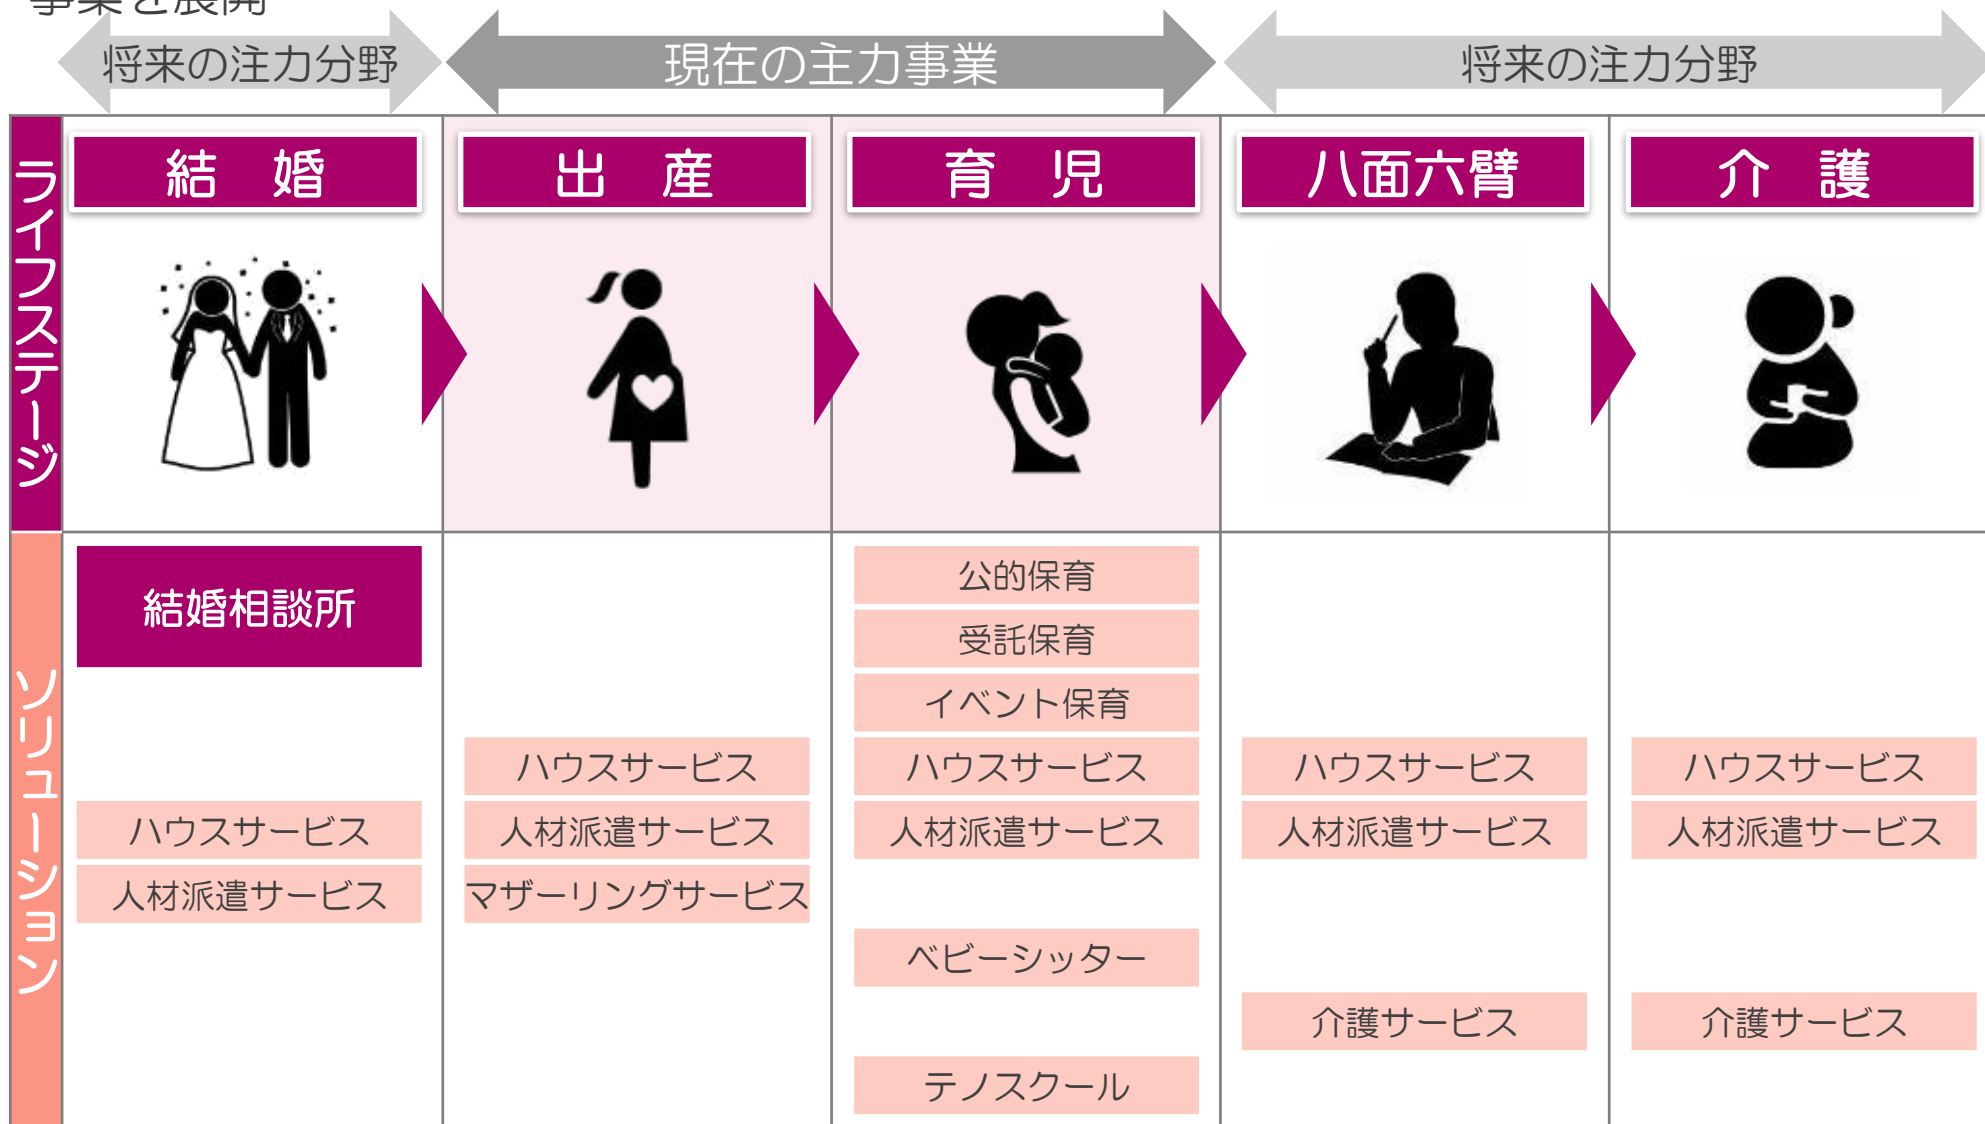 事業を展開
将来の注力分野
現在の主力事業
将来の注力分野
ライフステージ
結 婚
出 産
育 児
八面六臂
介 護
ソリューション
結婚相談所
ハウスサービス
人材派遣サービス
ハウスサービス
人材派遣サービス
マザーリングサービス
公的保育
受託保育
イベント保育
ハウスサービス
人材派遣サービス
ベビーシッター
テノスクール
ハウスサービス
人材派遣サービス
介護サービス
ハウスサービス
人材派遣サービス
介護サービス